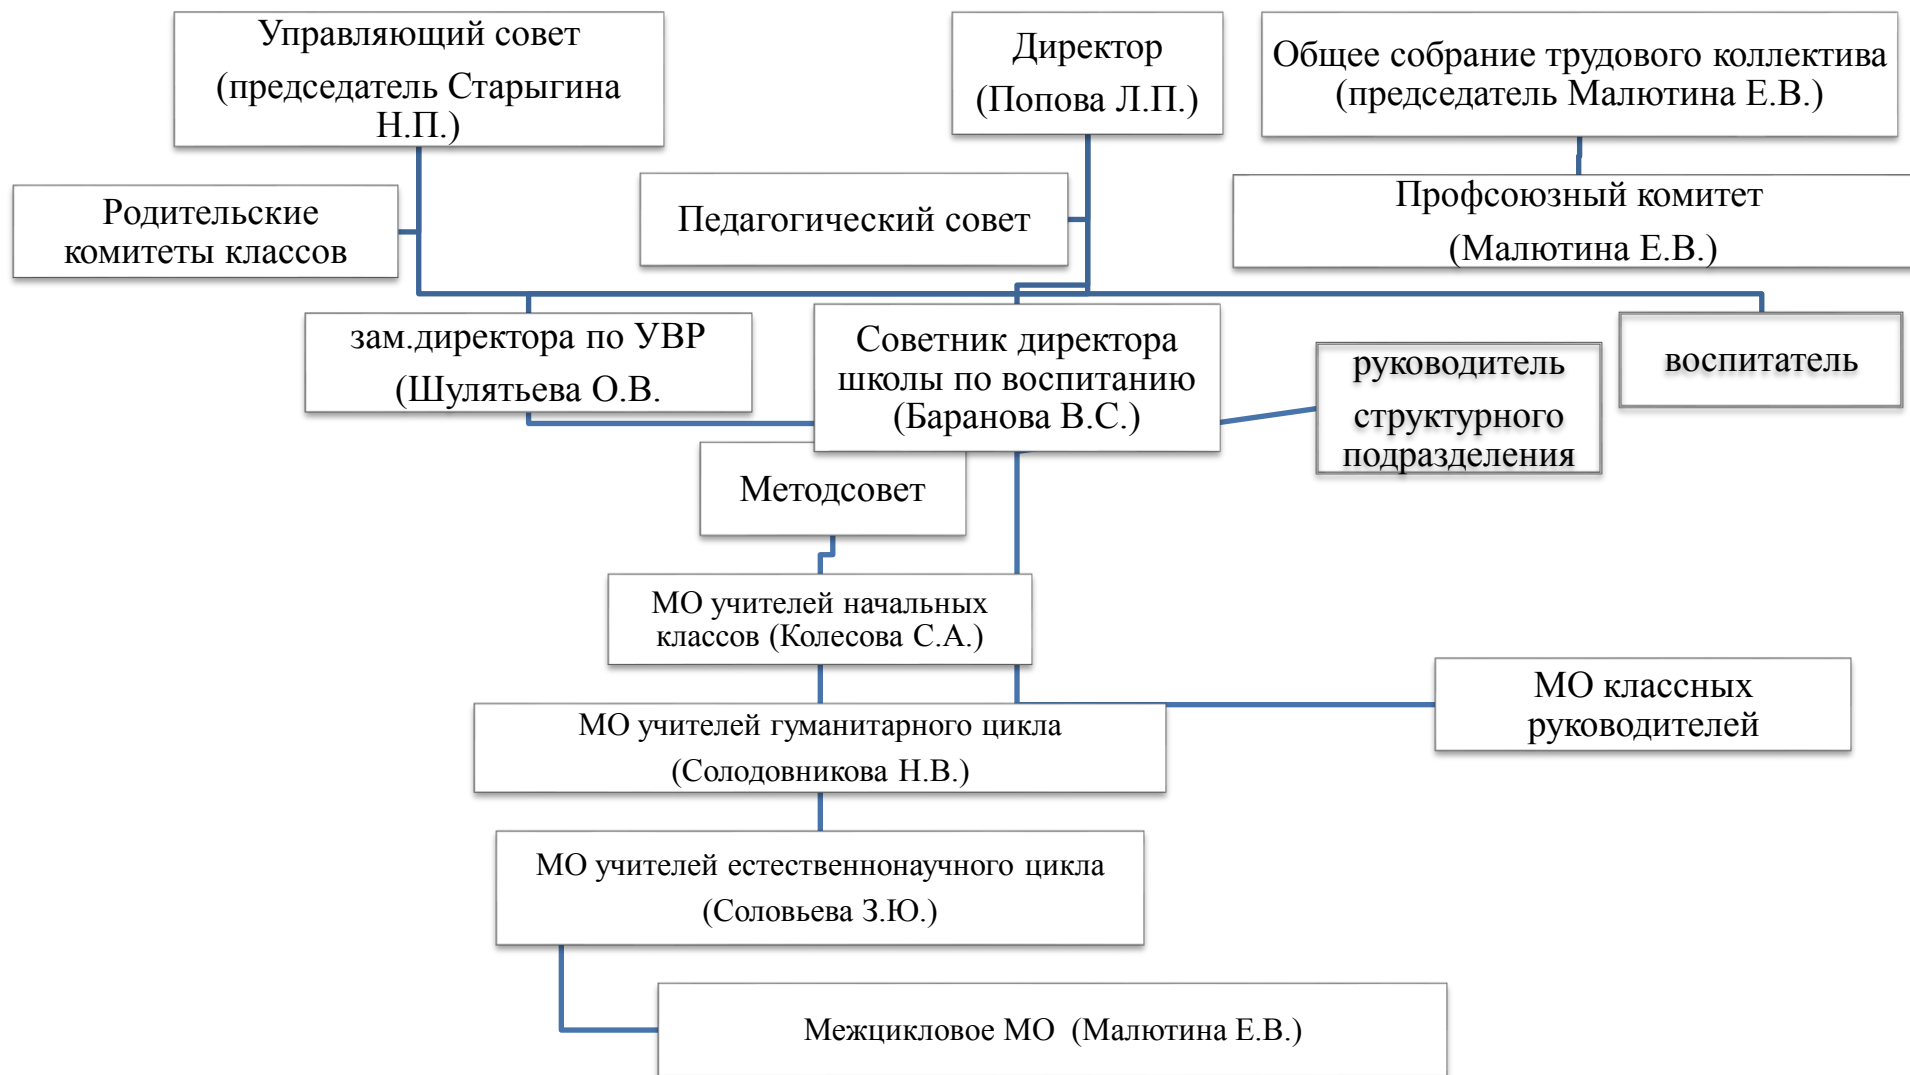 Управляющий совет
(председатель Старыгина
Н.П.)
Директор
(Попова Л.П.)
Общее собрание трудового коллектива
(председатель Малютина Е.В.)
Родительские
комитеты классов
Педагогический совет
Профсоюзный комитет
(Малютина Е.В.)
зам.директора по УВР
(Шулятьева О.В.
Советник директора
школы по воспитанию
(Баранова В.С.)
руководитель
структурного
подразделения
воспитатель
Методсовет
МО учителей начальных
классов (Колесова С.А.)
МО учителей гуманитарного цикла
(Солодовникова Н.В.)
МО классных
руководителей
МО учителей естественнонаучного цикла
(Соловьева З.Ю.)
Межцикловое МО (Малютина Е.В.)